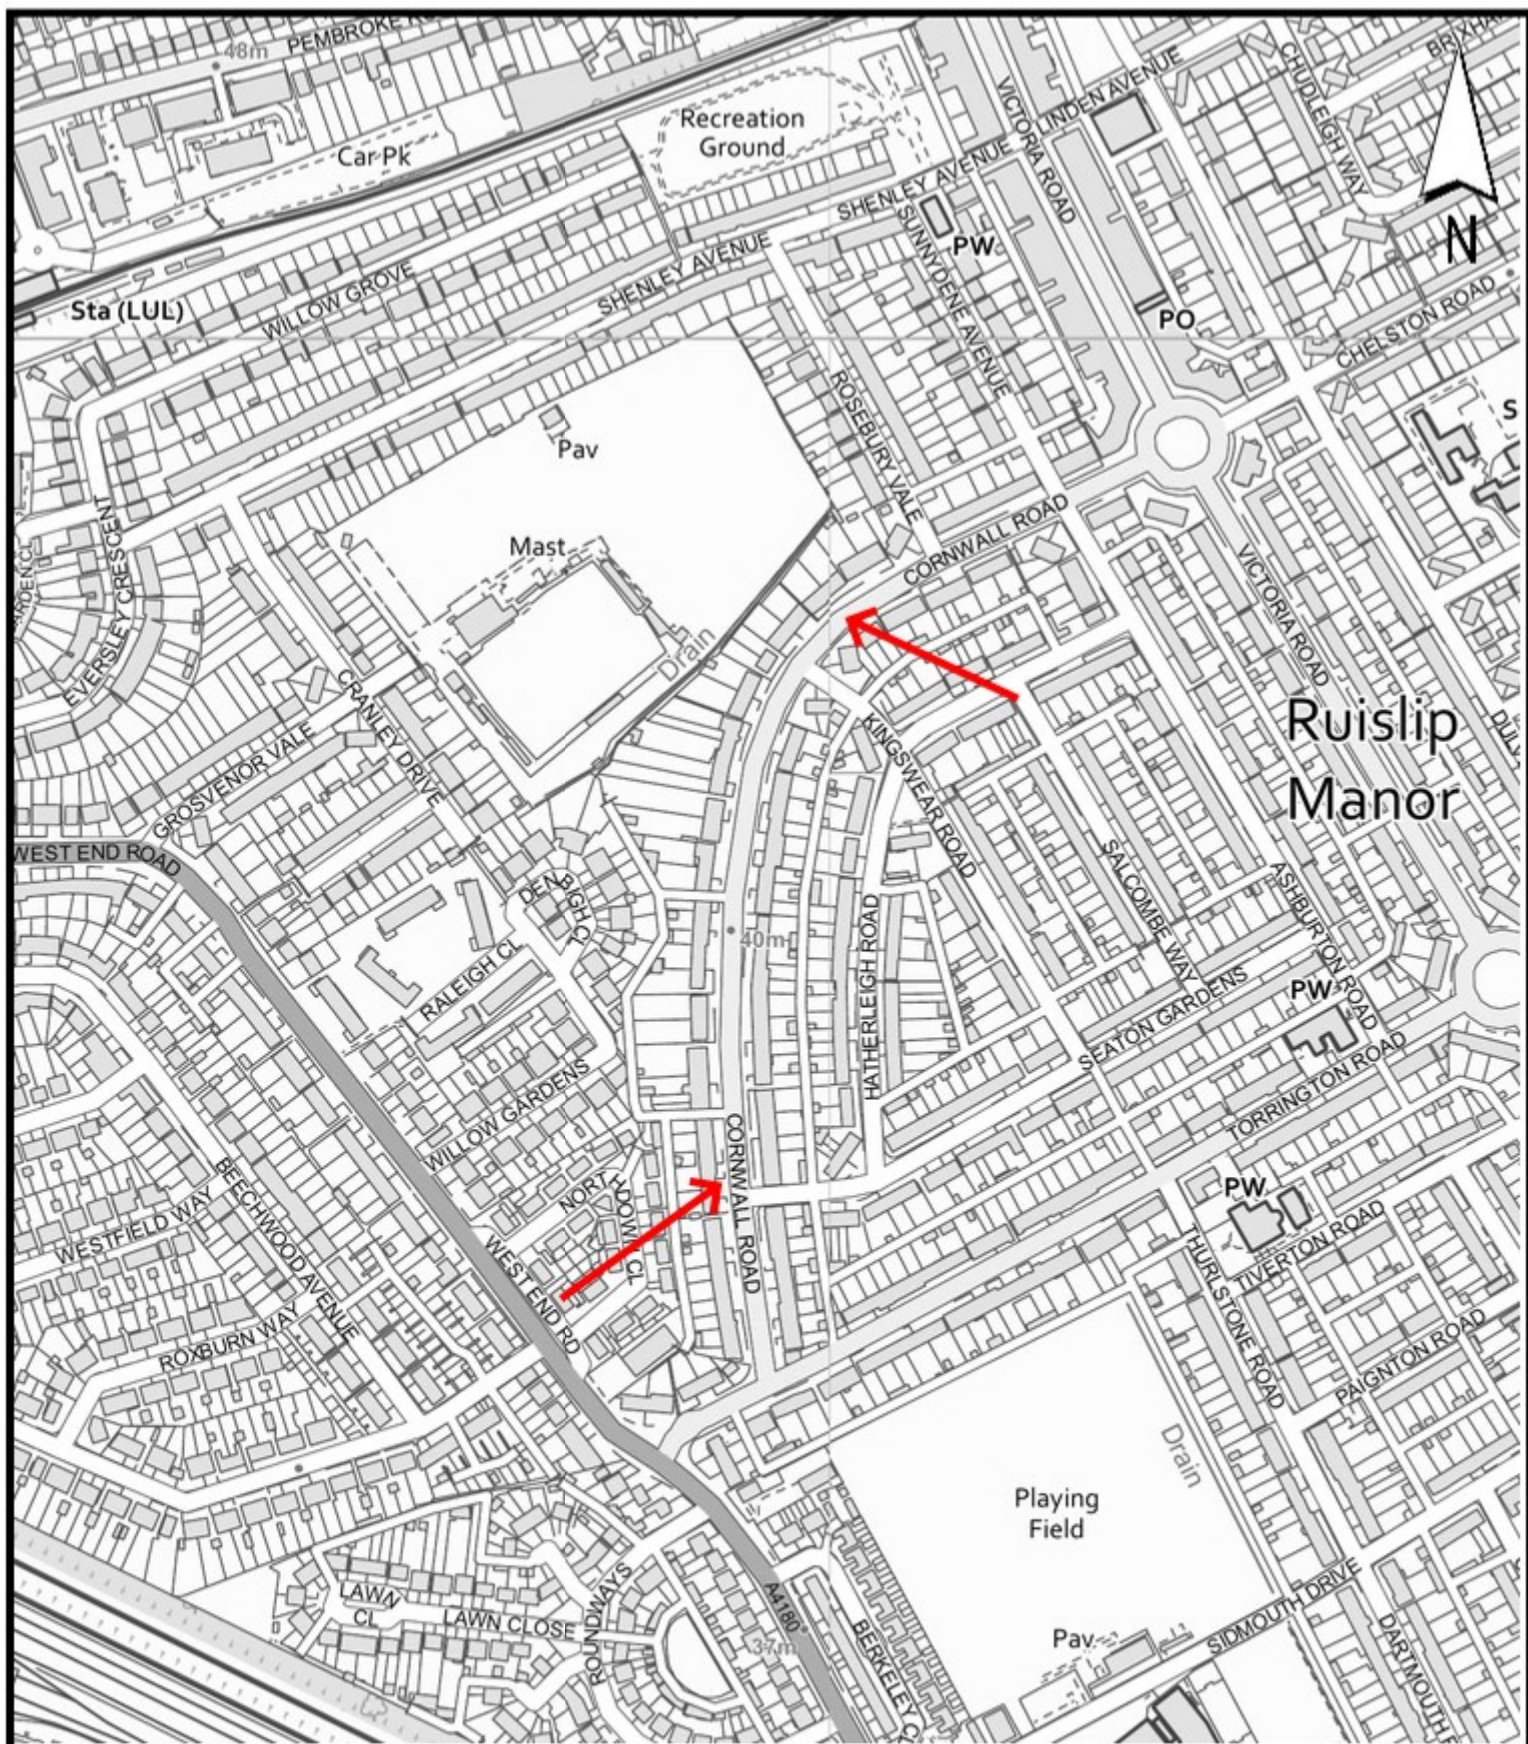 PEMBROKE
48m
BRIXHAM
CHUDLEIGH WAY
VICTORIA ROAD
LINDEN AVENUE
Recreation
Ground
Car Pk
SHENLEY AVENUE
PW
SUNNYDENE AVENUE
N
SHENLEY AVENUE
WILLOW GROVE
Sta (LUL)
PO
CHELSTON ROAD
ROSEBURY VALE
S
Pav
Mast
CORNWALL ROAD
EVERSLEY CRESCENT
ARDEN CL
Drain
VICTORIA ROAD
CRANLEY DRIVE
GROSVENOR VALE
KINGSWEAR ROAD
Ruislip
Manor
DULV
WEST END ROAD
DENBIGH CL
SALCOMBE WAY
ASHBURTON ROAD
40m
HATHERLEIGH ROAD
RALEIGH CL
PW
SEATON GARDENS
TORRINGTON ROAD
WILLOW GARDENS
CORNWALL ROAD
NORTHDOWN CL
BEECHWOOD AVENUE
WESTFIELD WAY
PW
WEST END RD
TIVERTON ROAD
THURLSTONE ROAD
ROXBURN WAY
PAIGNTON ROAD
Drain
Playing
Field
LAWN
CL
LAWN CLOSE
ROUNDWAYS
A4180
37m
BERKELEY C
Pav
SIDMOUTH DRIVE
DARTMOUTH